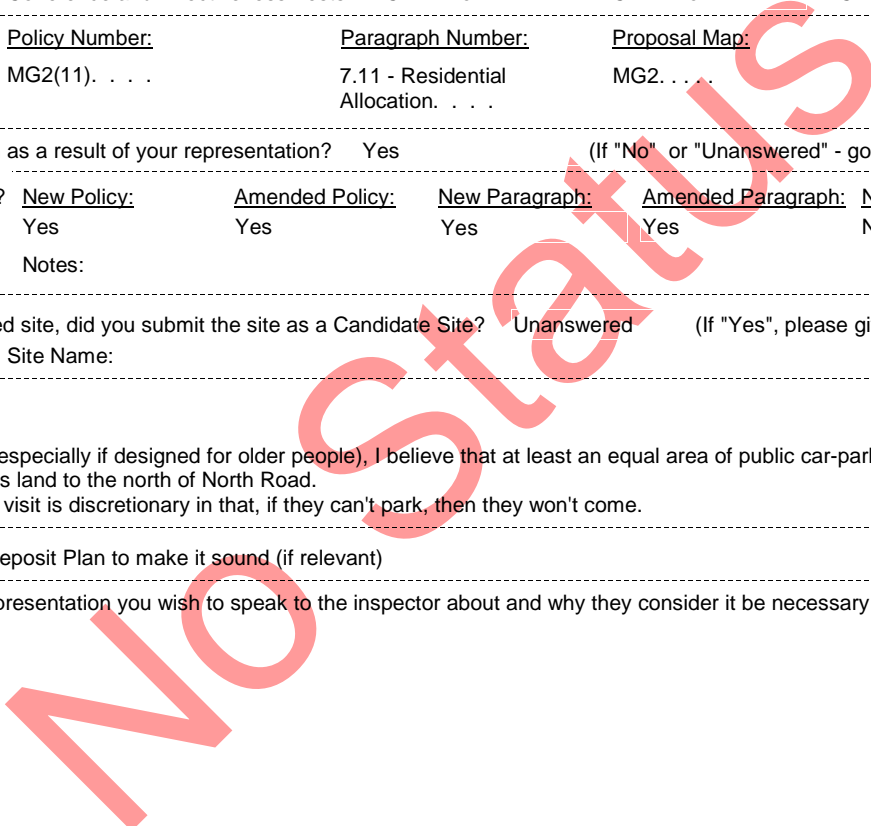 Policy Number: Paragraph Number: Proposal Map:
MG2(11). . . . 7.11 - Residential MG2. . . . .
Allocation. . . .
as a result of your representation? Yes (If "No" or "Unanswered" - go
? New Policy: Amended Policy: New Paragraph: Amended Paragraph: N
Yes Yes Yes Yes N
Notes:
ed site, did you submit the site as a Candidate Site? Unanswered (If "Yes", please gi
Site Name:
especially if designed for older people), I believe that at least an equal area of public car-park
s land to the north of North Road.
visit is discretionary in that, if they can't park, then they won't come.
eposit Plan to make it sound (if relevant)
presentation you wish to speak to the inspector about and why they consider it be necessary
No Status